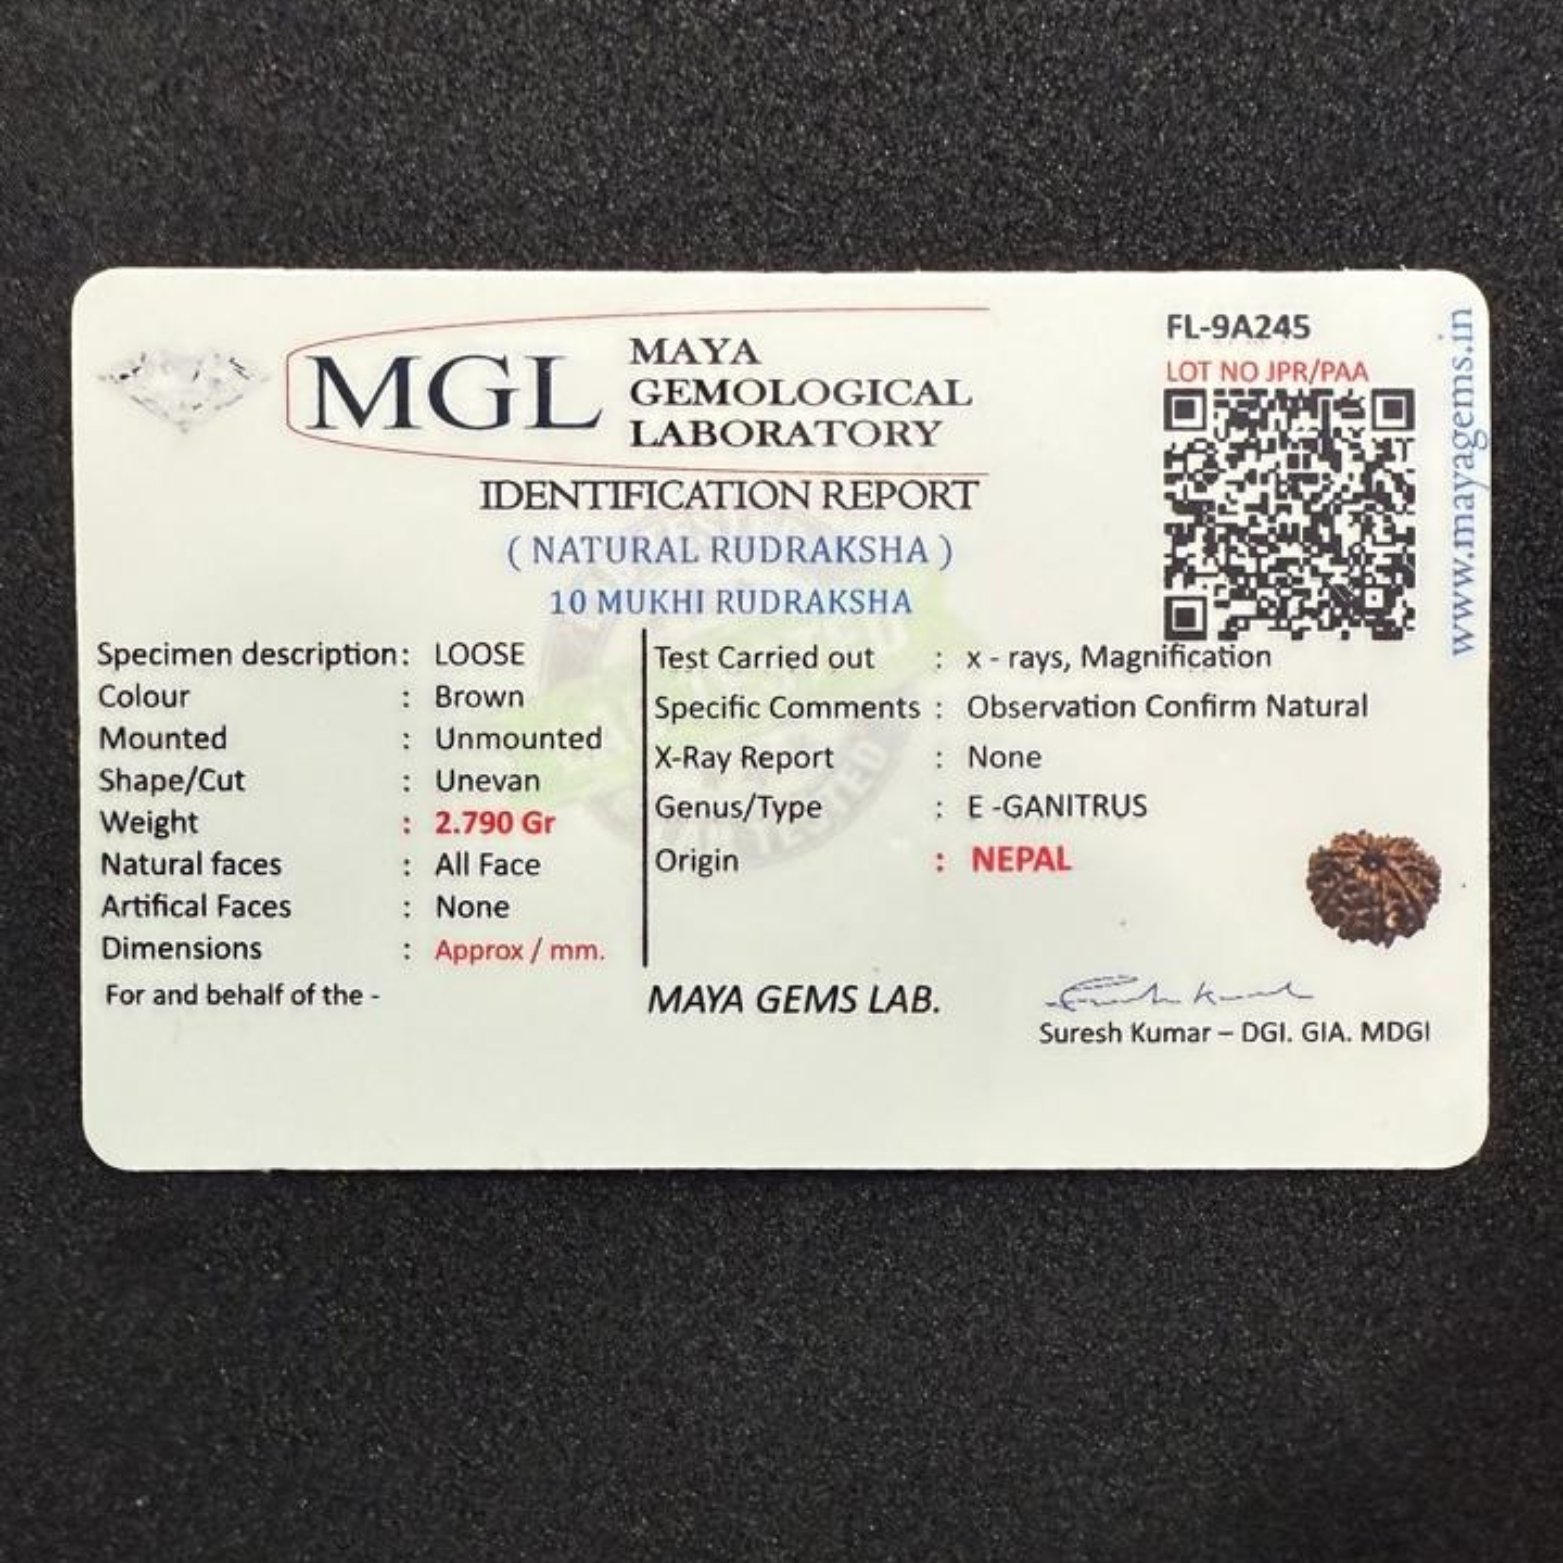 MGL
MAYA
GEMOLOGICAL
LABORATORY
FL-9A245
LOT NO JPR/PAA
www.mayagems.in
IDENTIFICATION REPORT
( NATURAL RUDRAKSHA )
10 MUKHI RUDRAKSHA
Specimen description: LOOSE
Colour : Brown
Mounted : Unmounted
Shape/Cut : Unevan
Weight : 2.790 Gr
Natural faces : All Face
Artifical Faces : None
Dimensions : Approx / mm.
Test Carried out : x - rays, Magnification
Specific Comments : Observation Confirm Natural
X-Ray Report : None
Genus/Type : E -GANITRUS
Origin : NEPAL
For and behalf of the -
MAYA GEMS LAB.
Suresh Kumar – DGI. GIA. MDGI